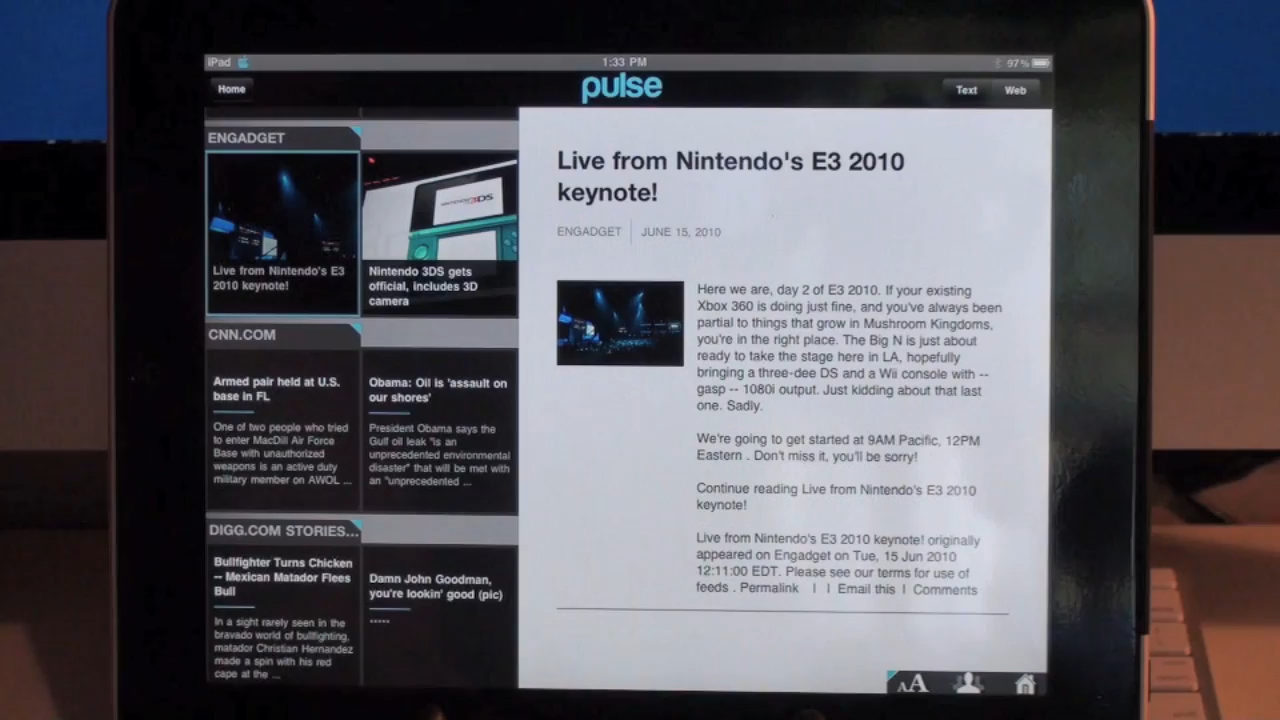 iPad
1:33 PM
97%
Home
pulse
Text
Web
ENGADGET
Live from Nintendo's E3
2010 keynote!
NINTENDO3DS
Nintendo 3DS gets
official, includes 3D
camera
CNN.COM
Armed pair held at U.S.
base in FL
One of two people who tried
to enter MacDill Air Force
Base with unauthorized
weapons is an active duty
military member on AWOL ...
Obama: Oil is 'assault on
our shores'
President Obama says the
Gulf oil leak "is an
unprecedented environmental
disaster" that will be met with
an "unprecedented ...
DIGG.COM STORIES...
Bullfighter Turns Chicken
-- Mexican Matador Flees
Bull
In a sight rarely seen in the
bravado world of bullfighting,
matador Christian Hernandez
made a spin with his red
cape at the ...
Damn John Goodman,
you're lookin' good (pic)
.....
Live from Nintendo's E3 2010
keynote!
ENGADGET | JUNE 15, 2010
Here we are, day 2 of E3 2010. If your existing
Xbox 360 is doing just fine, and you've always been
partial to things that grow in Mushroom Kingdoms,
you're in the right place. The Big N is just about
ready to take the stage here in LA, hopefully
bringing a three-dee DS and a Wii console with --
gasp -- 1080i output. Just kidding about that last
one. Sadly.
We're going to get started at 9AM Pacific, 12PM
Eastern . Don't miss it, you'll be sorry!
Continue reading Live from Nintendo's E3 2010
keynote!
Live from Nintendo's E3 2010 keynote! originally
appeared on Engadget on Tue, 15 Jun 2010
12:11:00 EDT. Please see our terms for use of
feeds . Permalink | | Email this | Comments
AA